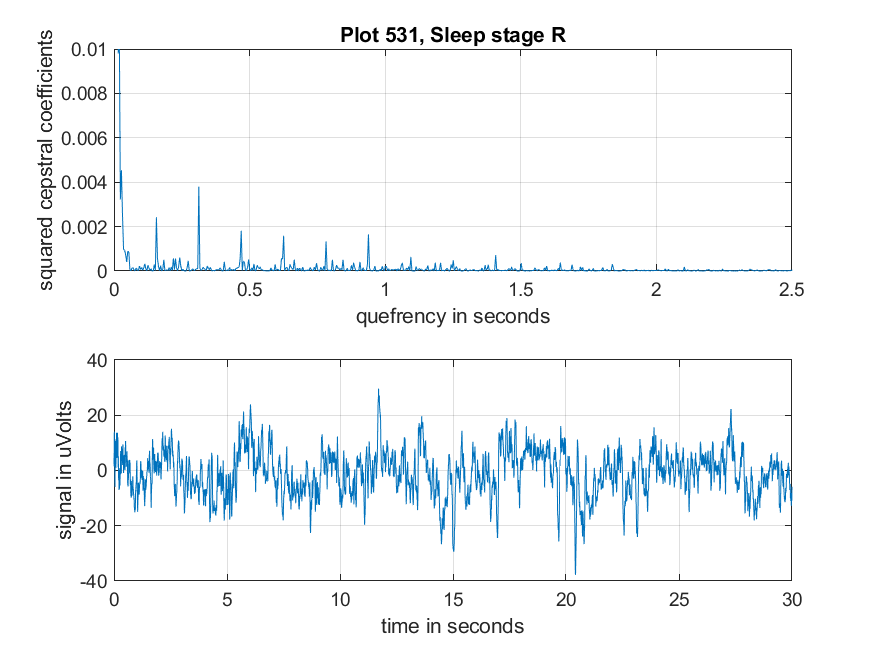 Plot 531, Sleep stage R
squared cepstral coefficients
0.01
0.008
0.006
0.004
0.002
0
0 0.5 1 1.5 2 2.5
quefrency in seconds
signal in uVolts
40
20
0
-20
-40
0 5 10 15 20 25 30
time in seconds